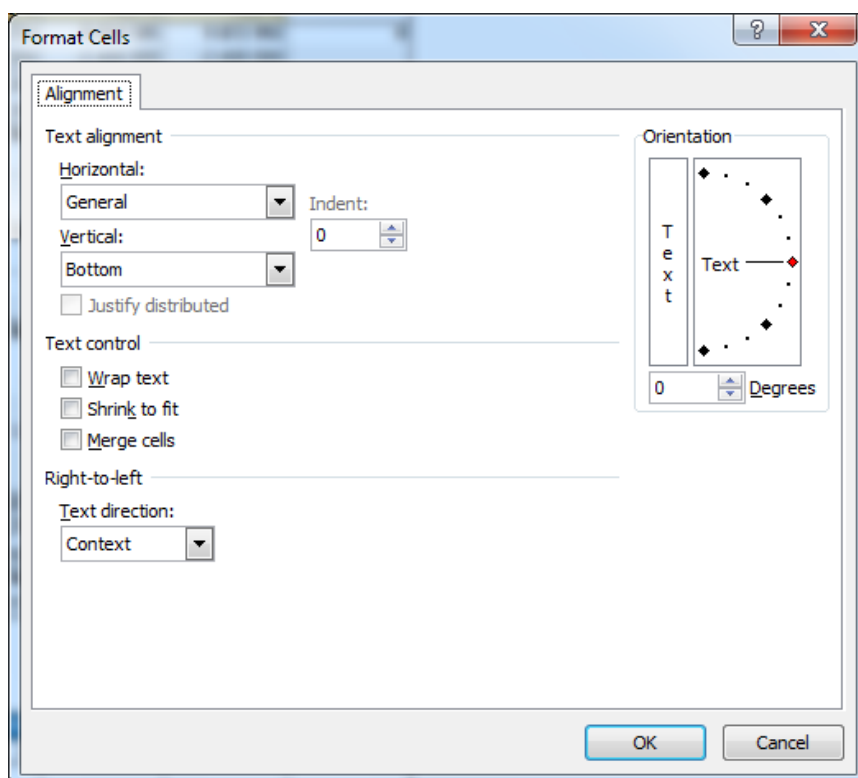 Format Cells
?
Alignment
Text alignment
Horizontal:
General
Indent:
0
Vertical:
Bottom
Justify distributed
Text control
Wrap text
Shrink to fit
Merge cells
Right-to-left
Text direction:
Context
Orientation
Text
Text
0
Degrees
OK
Cancel